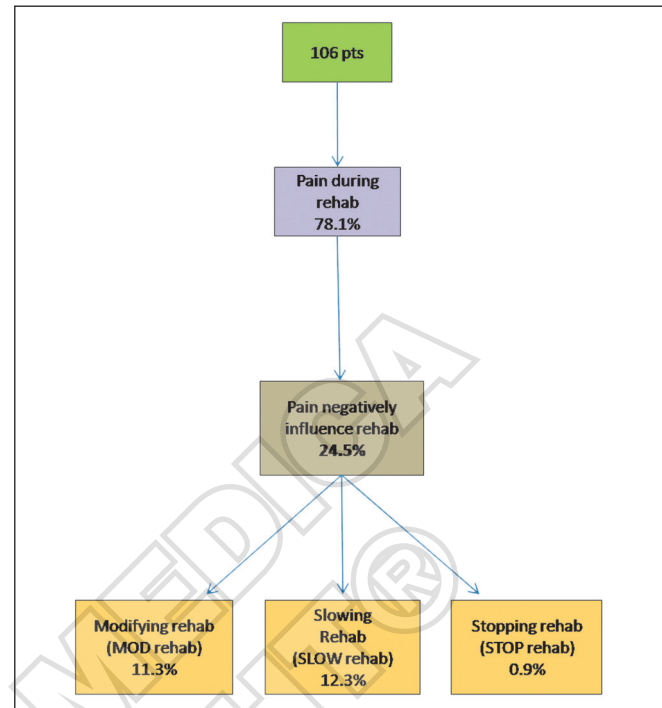 106 pts
Pain during
rehab
78.1%
Pain negatively
influence rehab
24.5%
Modifying rehab
(MOD rehab)
11.3%
Slowing
Rehab
(SLOW rehab)
12.3%
Stopping rehab
(STOP rehab)
0.9%
MEDICA